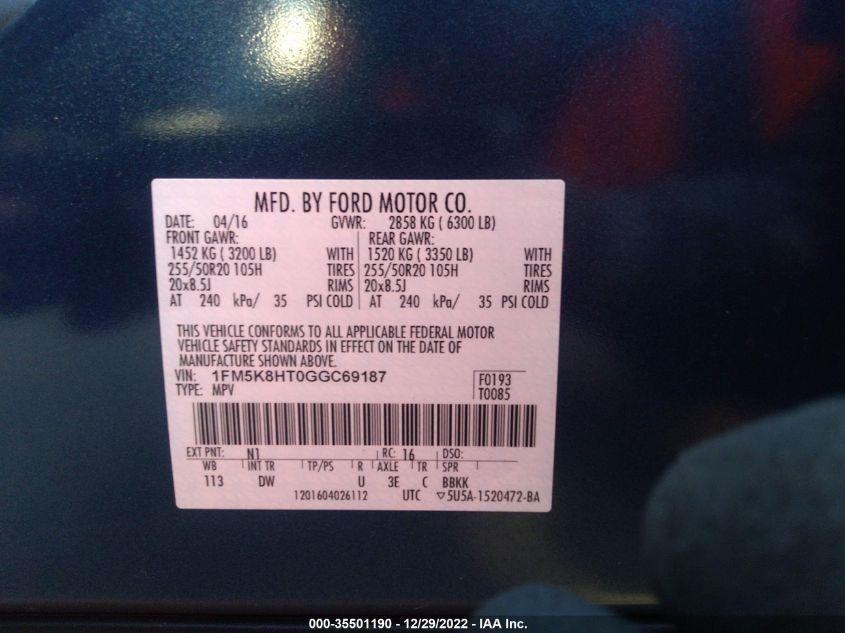 MFD. BY FORD MOTOR CO.
DATE: 04/16 GVWR: 2858 KG ( 6300 LB)
FRONT GAWR: REAR GAWR:
1452 KG ( 3200 LB) WITH 1520 KG ( 3350 LB) WITH
255/50R20 105H TIRES 255/50R20 105H TIRES
20x8.5J RIMS 20x8.5J RIMS
AT 240 kPa/ 35 PSI COLD AT 240 kPa/ 35 PSI COLD
THIS VEHICLE CONFORMS TO ALL APPLICABLE FEDERAL MOTOR
VEHICLE SAFETY STANDARDS IN EFFECT ON THE DATE OF
MANUFACTURE SHOWN ABOVE.
VIN: 1FM5K8HT0GGC69187 F0193
TYPE: MPV T0085
EXT PNT: N1 RC: 16 DSO:
WB INT TR TP/PS R AXLE TR SPR
113 DW U 3E C BBKK
1201604026112 UTC ▽5U5A-1520472-BA
000-35501190 - 12/29/2022 - IAA Inc.